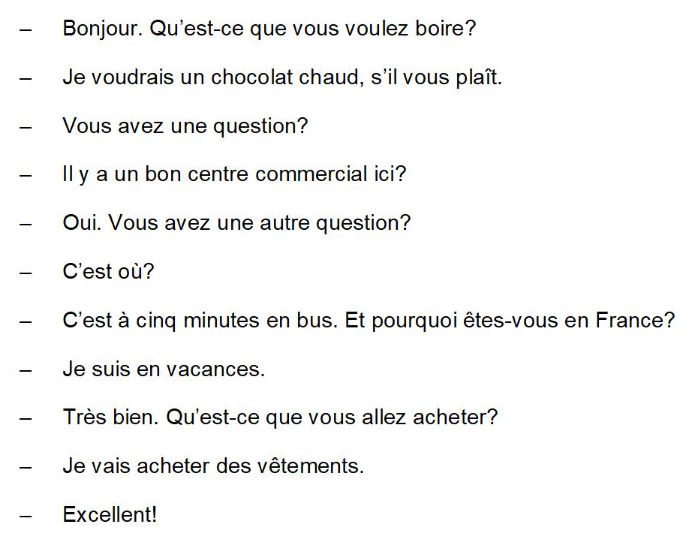 – Bonjour. Qu’est-ce que vous voulez boire?
– Je voudrais un chocolat chaud, s’il vous plaît.
– Vous avez une question?
– Il y a un bon centre commercial ici?
– Oui. Vous avez une autre question?
– C’est où?
– C’est à cinq minutes en bus. Et pourquoi êtes-vous en France?
– Je suis en vacances.
– Très bien. Qu’est-ce que vous allez acheter?
– Je vais acheter des vêtements.
– Excellent!